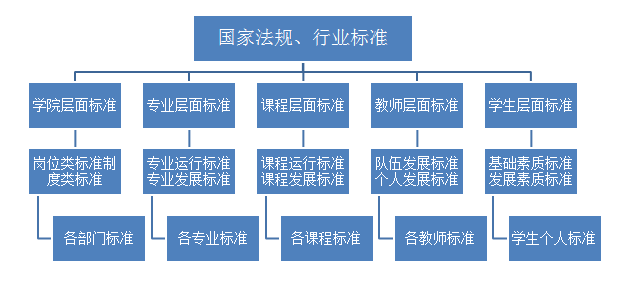 国家法规、行业标准
学院层面标准
专业层面标准
课程层面标准
教师层面标准
学生层面标准
岗位类标准制
度类标准
专业运行标准
专业发展标准
课程运行标准
课程发展标准
队伍发展标准
个人发展标准
基础素质标准
发展素质标准
各部门标准
各专业标准
各课程标准
各教师标准
学生个人标准